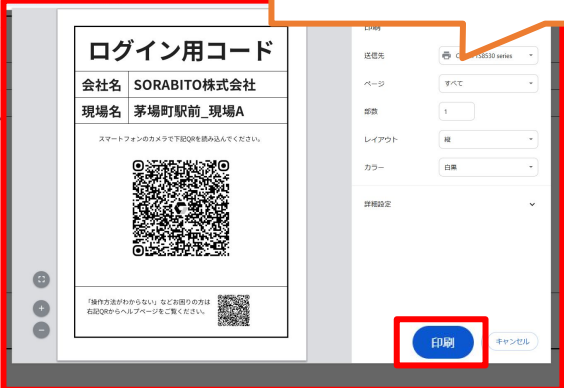 ログイン用コード
会社名 SORABITO株式会社
現場名 茅場町駅前_現場A
スマートフォンのカメラで下記QRを読み込んでください。
「操作方法がわからない」などお困りの方は
右記QRからヘルプページをご覧ください。
印刷
送信先 series
ページ すべて
部数 1
レイアウト 縦
カラー 白黒
詳細設定
印刷 キャンセル